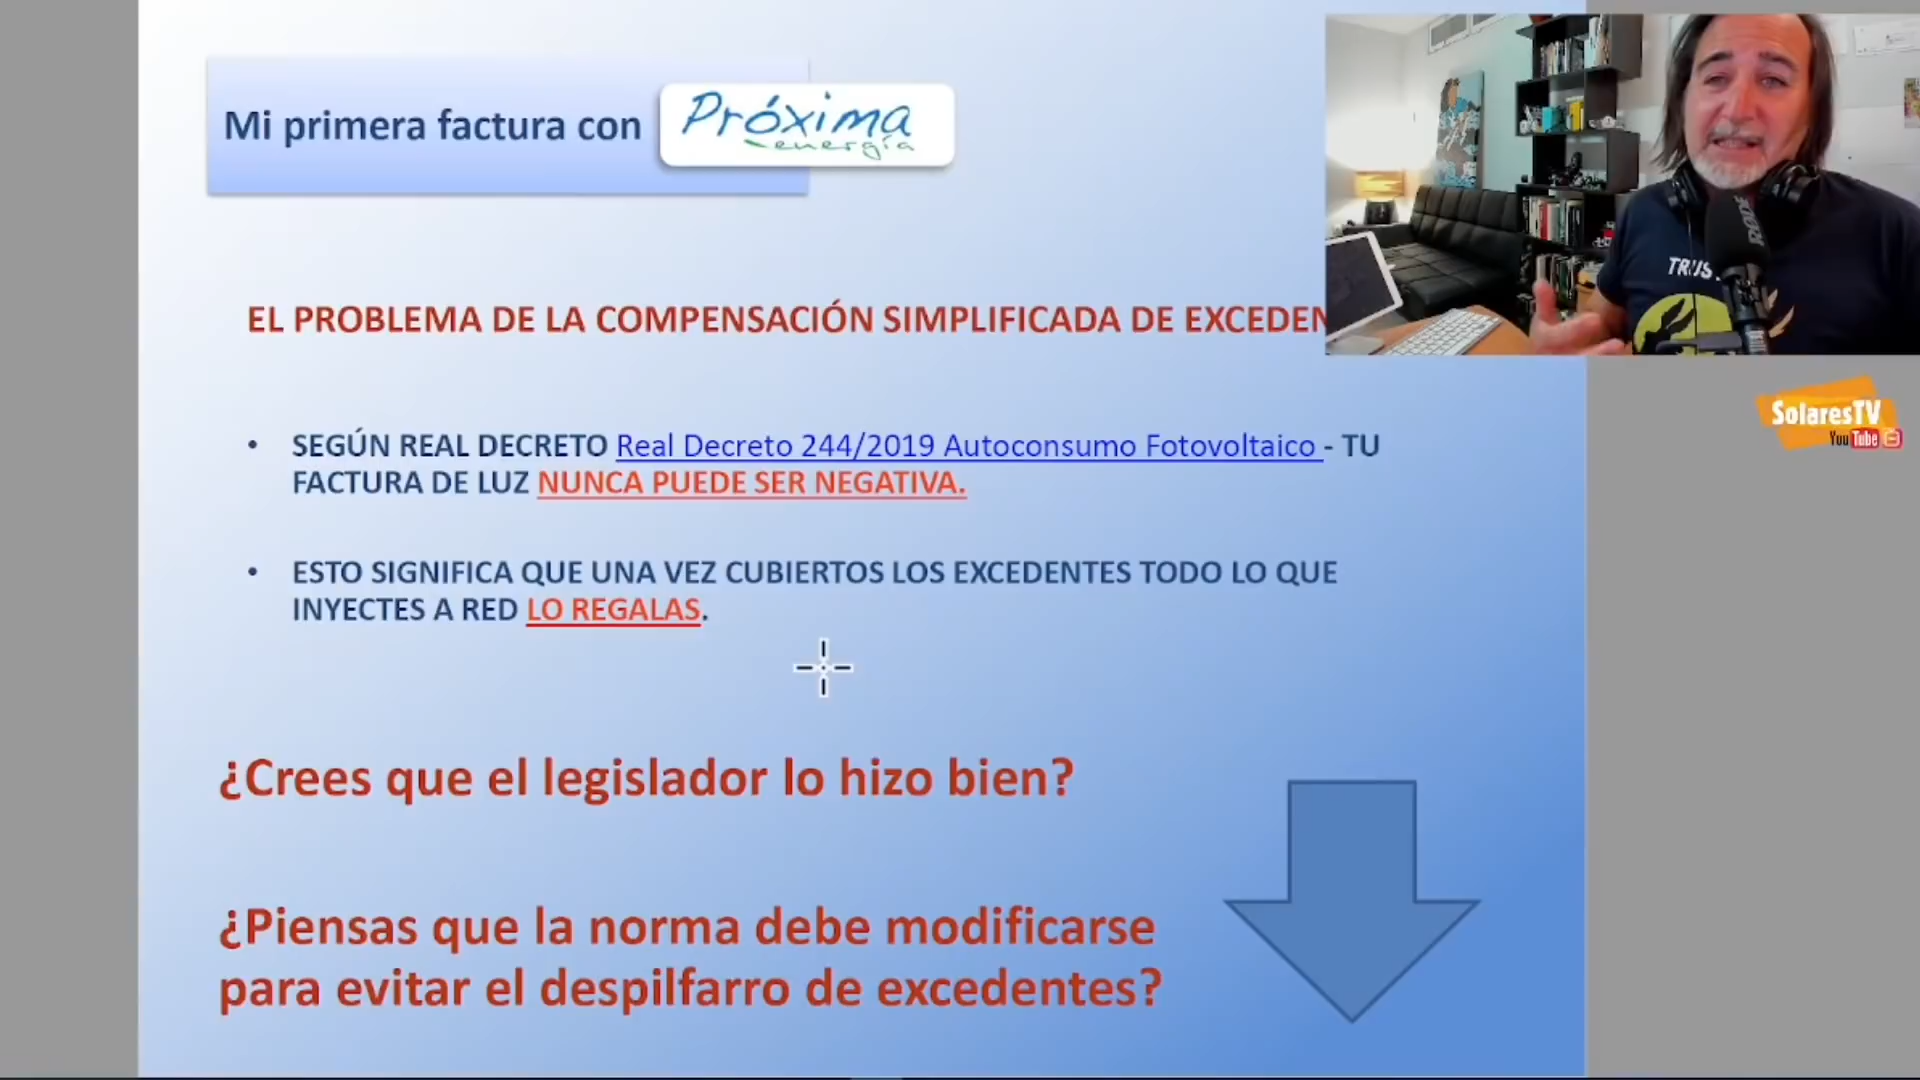 Mi primera factura con
Próxima
energía
EL PROBLEMA DE LA COMPENSACIÓN SIMPLIFICADA DE EXCEDEN
• SEGÚN REAL DECRETO Real Decreto 244/2019 Autoconsumo Fotovoltaico - TU
FACTURA DE LUZ NUNCA PUEDE SER NEGATIVA.
• ESTO SIGNIFICA QUE UNA VEZ CUBIERTOS LOS EXCEDENTES TODO LO QUE
INYECTES A RED LO REGALAS.
¿Crees que el legislador lo hizo bien?
¿Piensas que la norma debe modificarse
para evitar el despilfarro de excedentes?
RØDE
TRUS
SolaresTV
YouTube